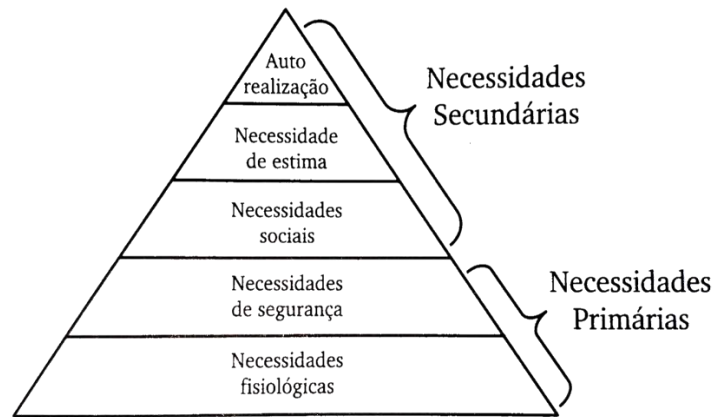 Auto
realização
Necessidade
de estima
Necessidades
sociais
Necessidades
de segurança
Necessidades
fisiológicas
Necessidades
Secundárias
Necessidades
Primárias